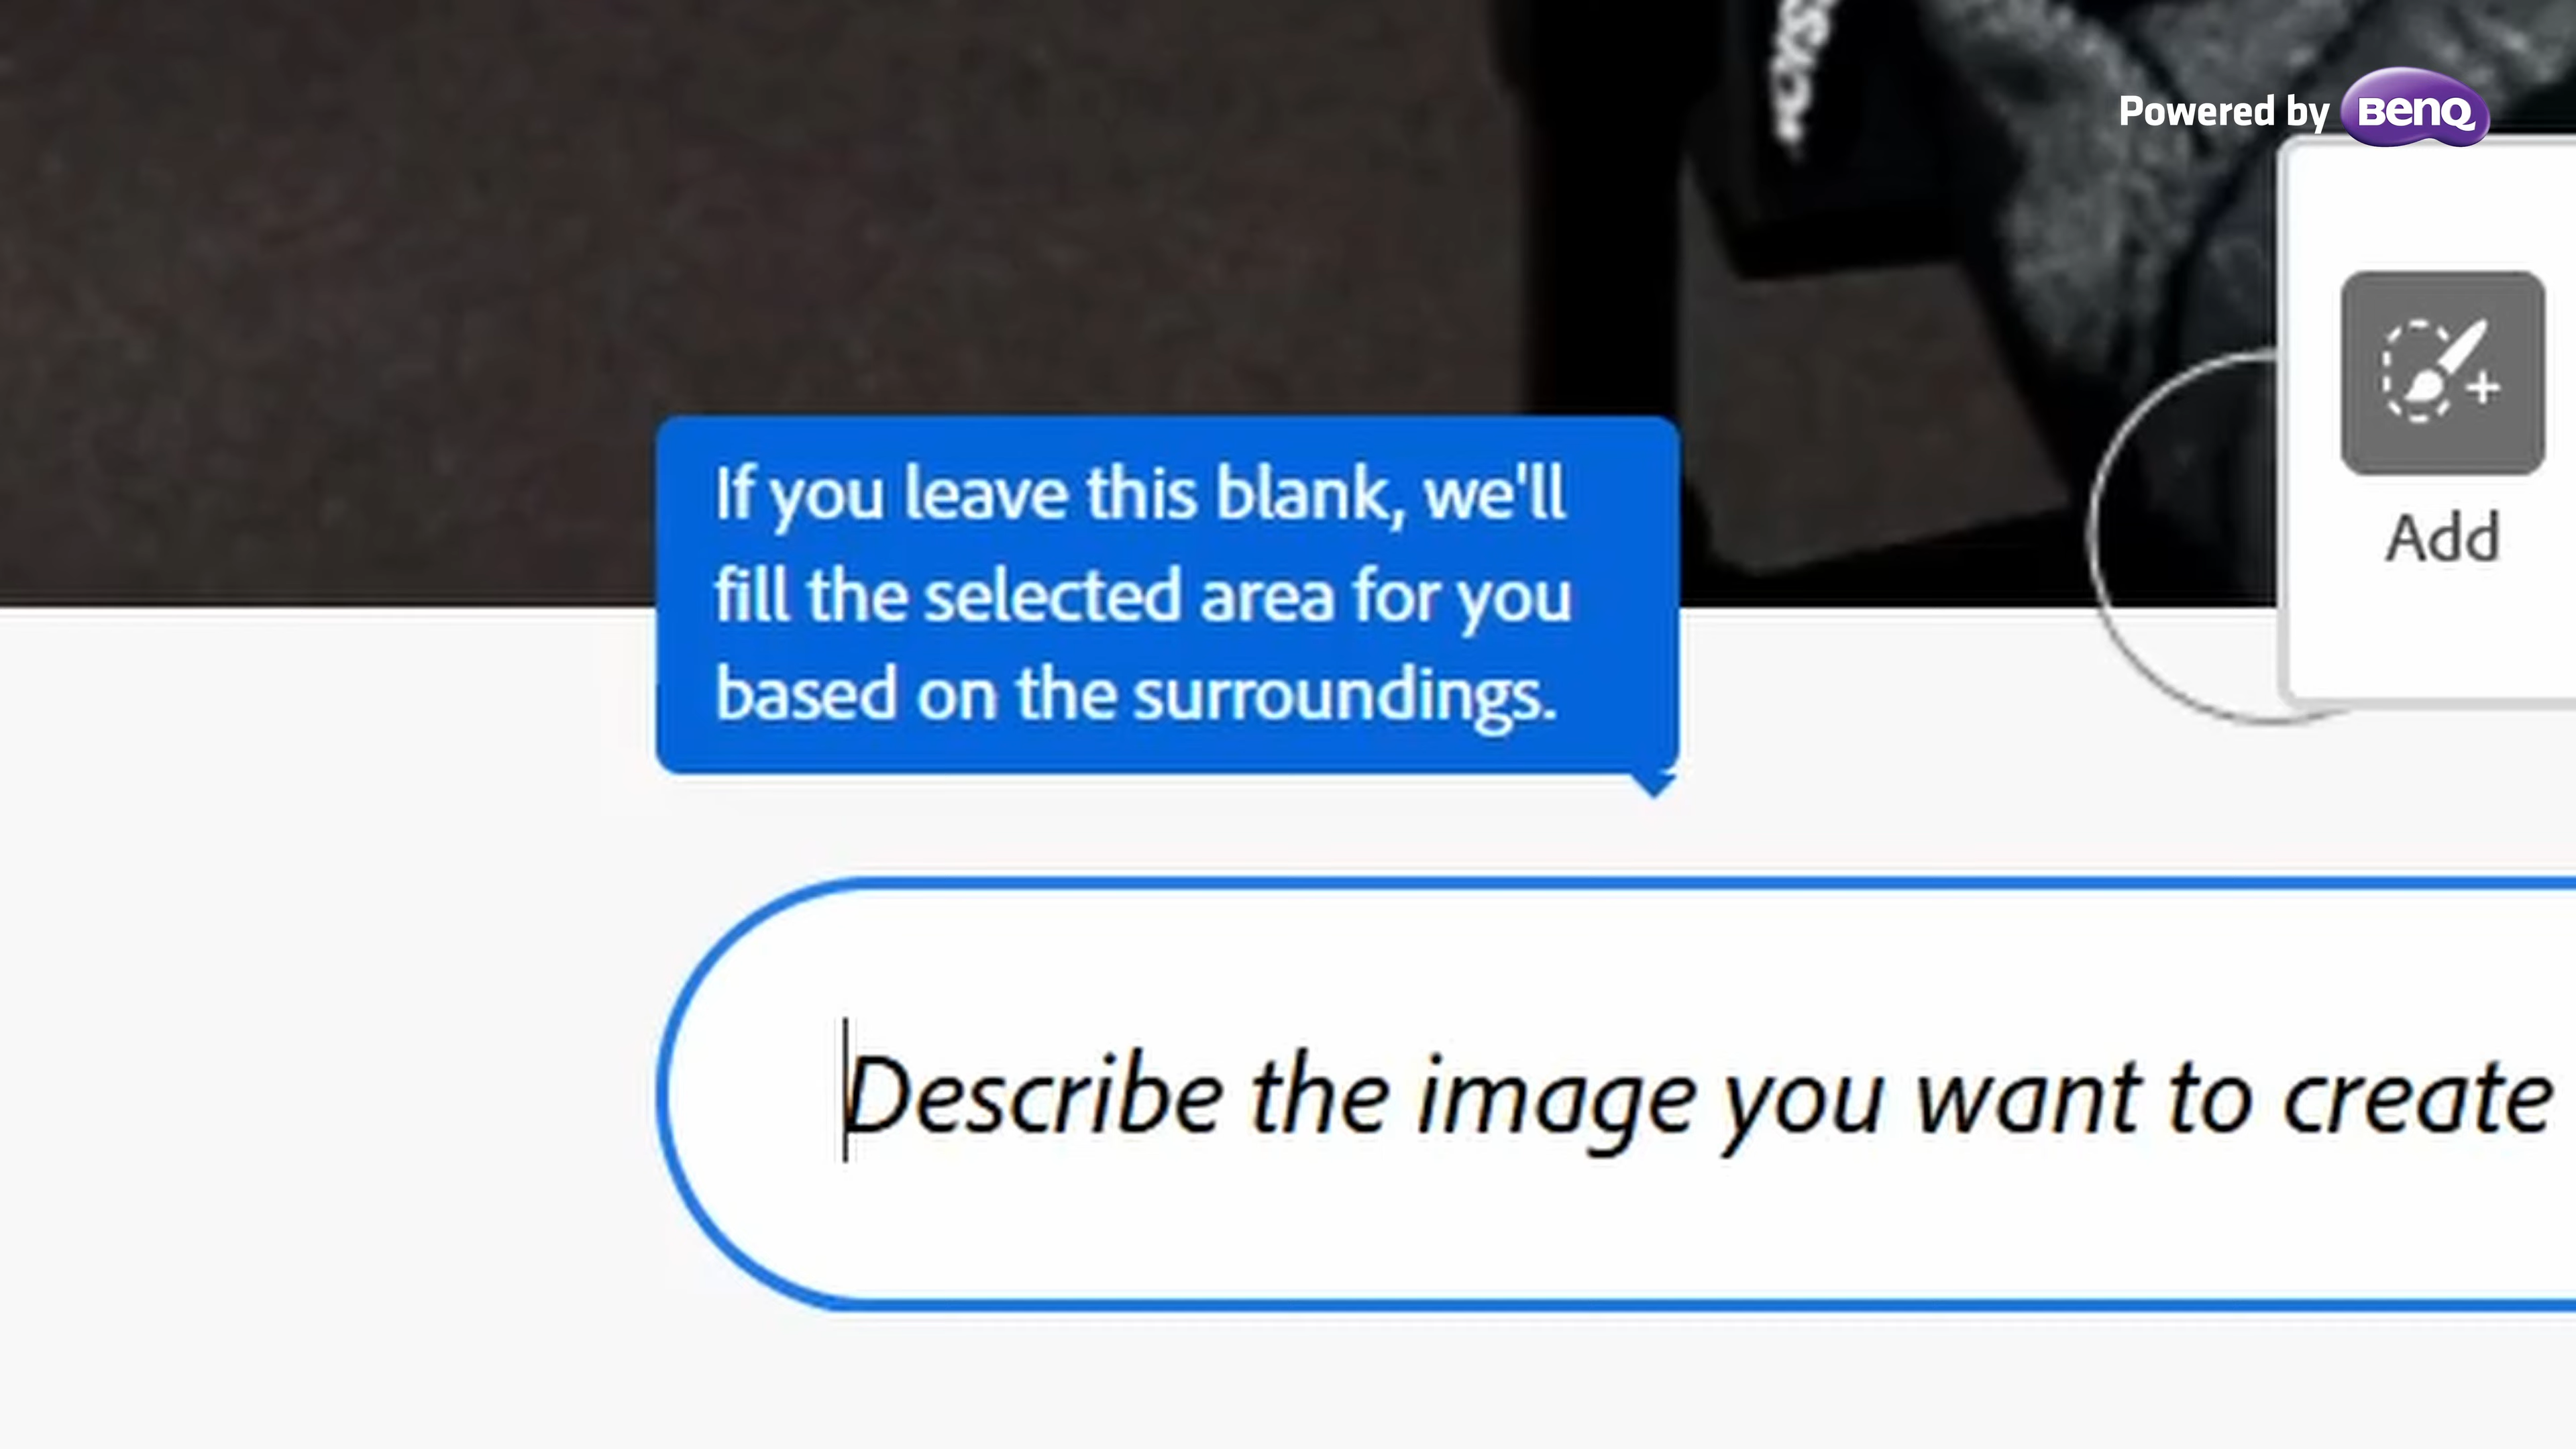 Powered by BenQ
Add
If you leave this blank, we'll
fill the selected area for you
based on the surroundings.
Describe the image you want to create